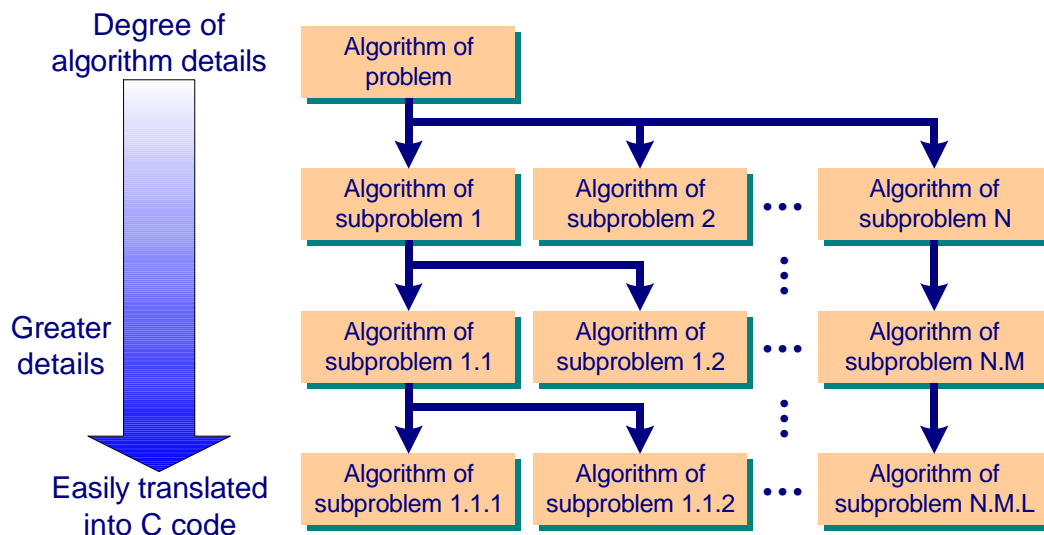 Degree of
algorithm details
Greater
details
Easily translated
into C code
Algorithm of
problem
Algorithm of
subproblem 1
Algorithm of
subproblem 2
...
Algorithm of
subproblem N
Algorithm of
subproblem 1.1
Algorithm of
subproblem 1.2
...
Algorithm of
subproblem N.M
Algorithm of
subproblem 1.1.1
Algorithm of
subproblem 1.1.2
...
Algorithm of
subproblem N.M.L